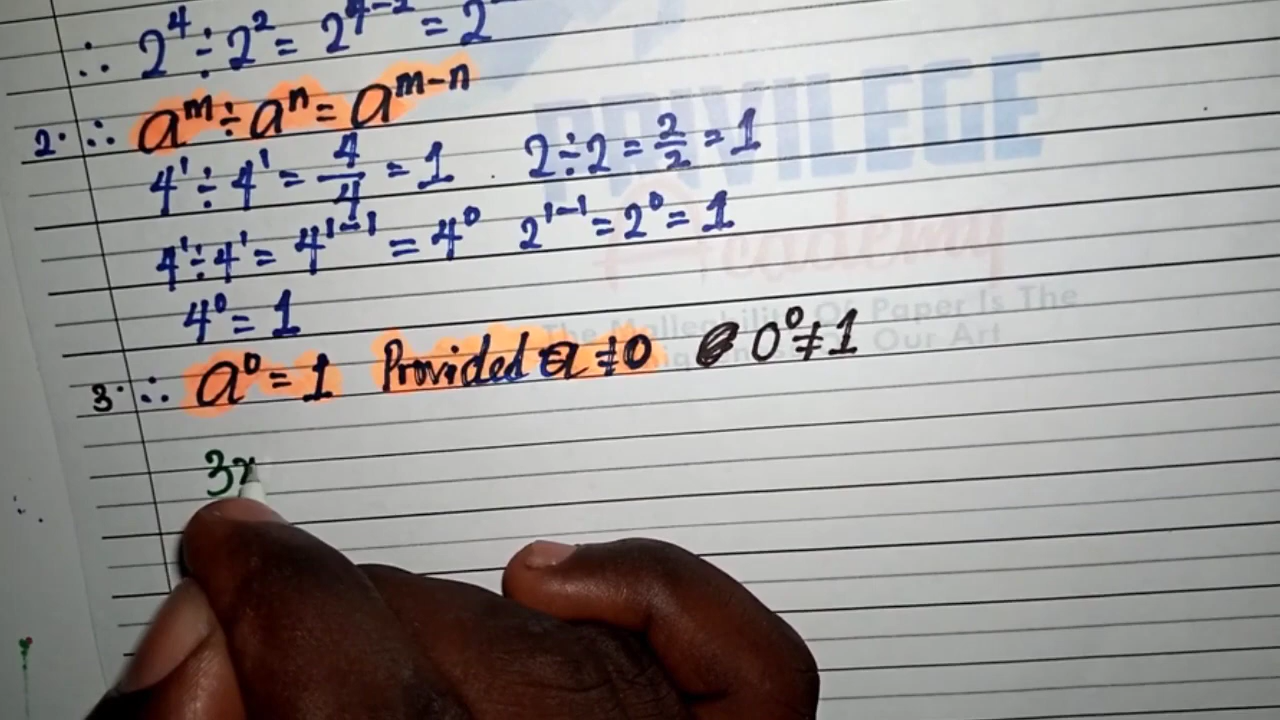 ∴ 2⁴ ÷ 2² = 2⁴⁻² = 2
2. ∴ aᵐ ÷ aⁿ = aᵐ⁻ⁿ
4¹ ÷ 4¹ = 4/4 = 1 2 ÷ 2 = 2/2 = 1
4¹ ÷ 4¹ = 4¹⁻¹ = 4⁰ 2¹⁻¹ = 2⁰ = 1
4⁰ = 1
3. ∴ a⁰ = 1 Provided a ≠ 0 0⁰ ≠ 1
3
PRIVILEGE
Academy
The Of Paper Is The
Our Art